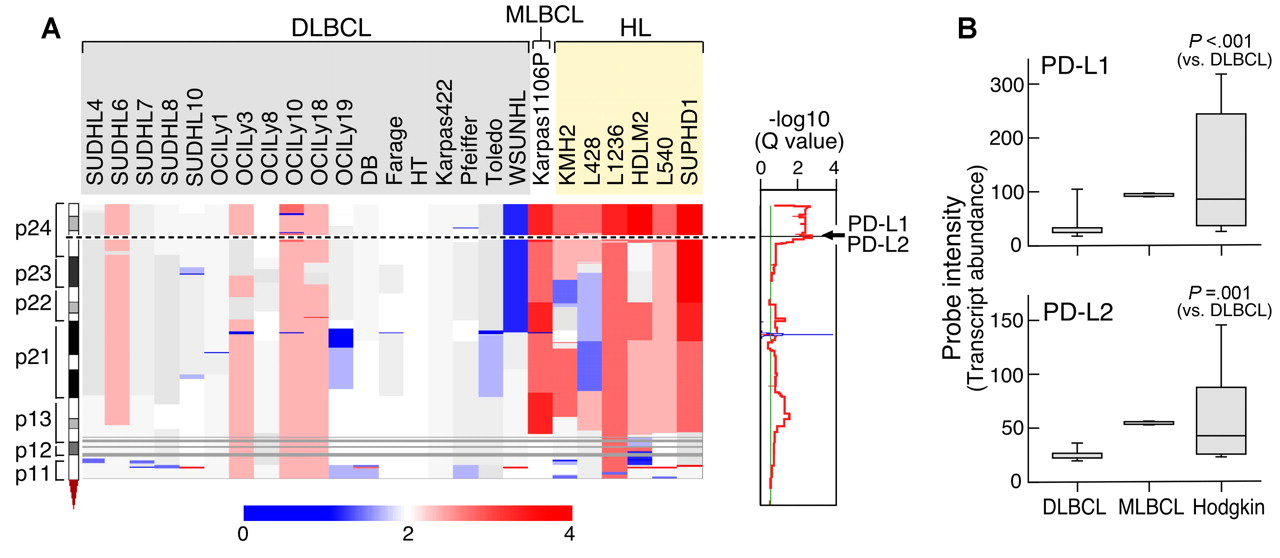 A
DLBCL
MLBCL
HL
SUDHL4
SUDHL6
SUDHL7
SUDHL8
SUDHL10
OCILy1
OCILy3
OCILy8
OCILy10
OCILy18
OCILy19
DB
Farage
HT
Karpas422
Pfeiffer
Toledo
WSUNHL
Karpas1106P
KMH2
L428
L1236
HDLM2
L540
SUPHD1
p24
p23
p22
p21
p13
p12
p11
0
2
4
-log10
(Q value)
0
2
4
PD-L1
PD-L2
B
Probe intensity
(Transcript abundance)
PD-L1
P <.001
(vs. DLBCL)
300
200
100
0
PD-L2
P =.001
(vs. DLBCL)
150
100
50
0
DLBCL
MLBCL
Hodgkin